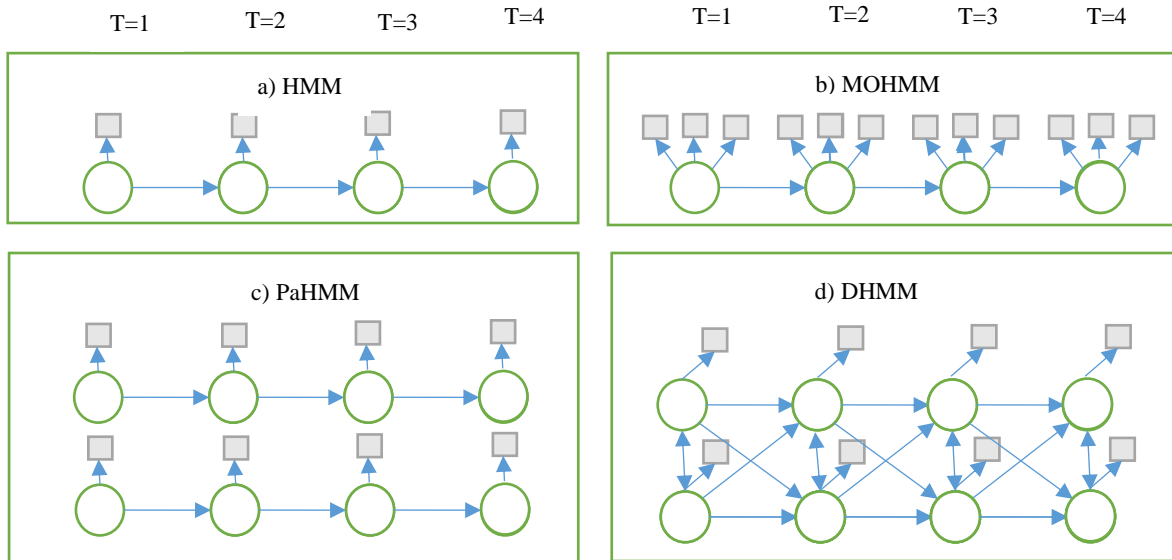 T=1 T=2 T=3 T=4 T=1 T=2 T=3 T=4
a) HMM
b) MOHMM
c) PaHMM
d) DHMM